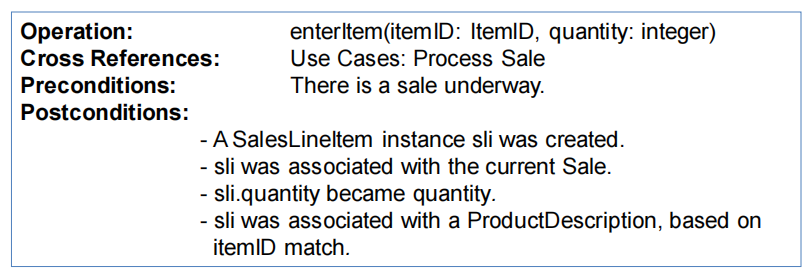 Operation: enterItem(itemID: ItemID, quantity: integer)
Cross References: Use Cases: Process Sale
Preconditions: There is a sale underway.
Postconditions:
- A SalesLineItem instance sli was created.
- sli was associated with the current Sale.
- sli.quantity became quantity.
- sli was associated with a ProductDescription, based on
itemID match.